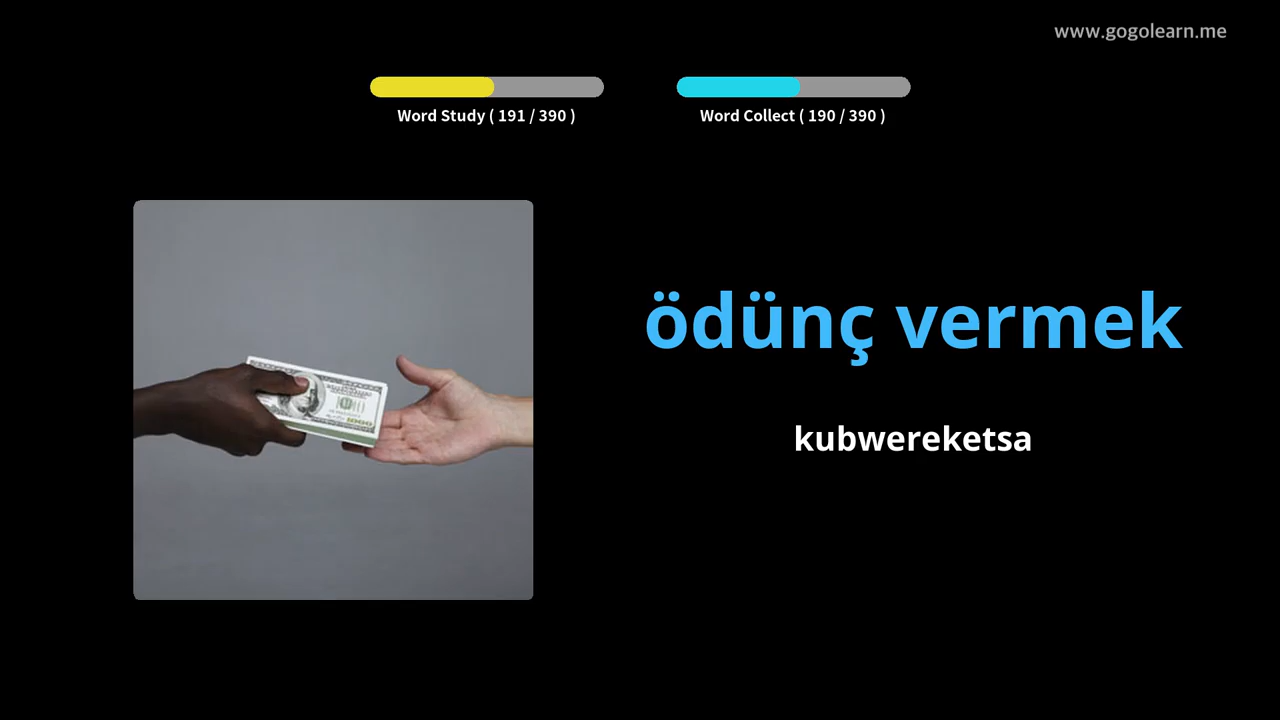 www.gogolearn.me
Word Study ( 191 / 390 )
Word Collect ( 190 / 390 )
ödünç vermek
kubwereketsa